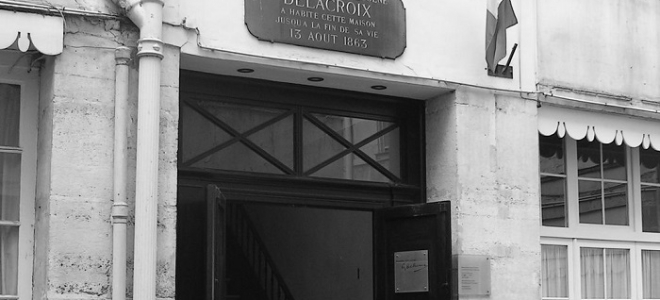 DELACROIX
A HABITÉ CETTE MAISON
JUSQU'A LA FIN DE SA VIE
13 AOUT 1863